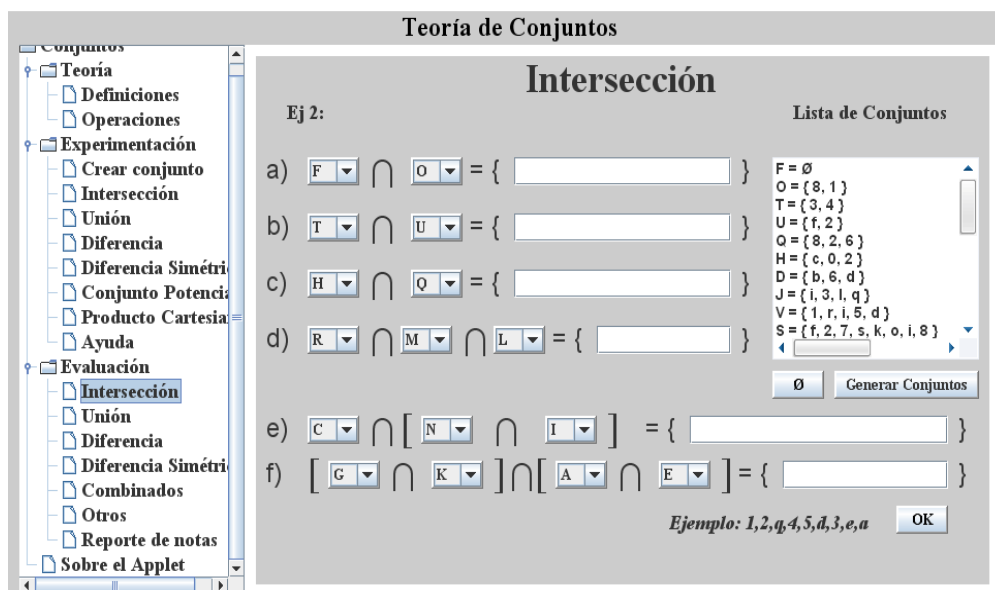 Teoría de Conjuntos
Conjuntos
Teoría
Definiciones
Operaciones
Experimentación
Crear conjunto
Intersección
Unión
Diferencia
Diferencia Simétri
Conjunto Potencia
Producto Cartesia
Ayuda
Evaluación
Intersección
Unión
Diferencia
Diferencia Simétri
Combinados
Otros
Reporte de notas
Sobre el Applet
Intersección
Ej 2:
a) F ∩ O = { }
b) T ∩ U = { }
c) H ∩ Q = { }
d) R ∩ M ∩ L = { }
e) C ∩ [ N ∩ I ] = { }
f) [ G ∩ K ] ∩ [ A ∩ E ] = { }
Lista de Conjuntos
F = Ø
O = { 8, 1 }
T = { 3, 4 }
U = { f, 2 }
Q = { 8, 2, 6 }
H = { c, 0, 2 }
D = { b, 6, d }
J = { i, 3, l, q }
V = { 1, r, i, 5, d }
S = { f, 2, 7, s, k, o, i, 8 }
Ø Generar Conjuntos
Ejemplo: 1,2,q,4,5,d,3,e,a OK